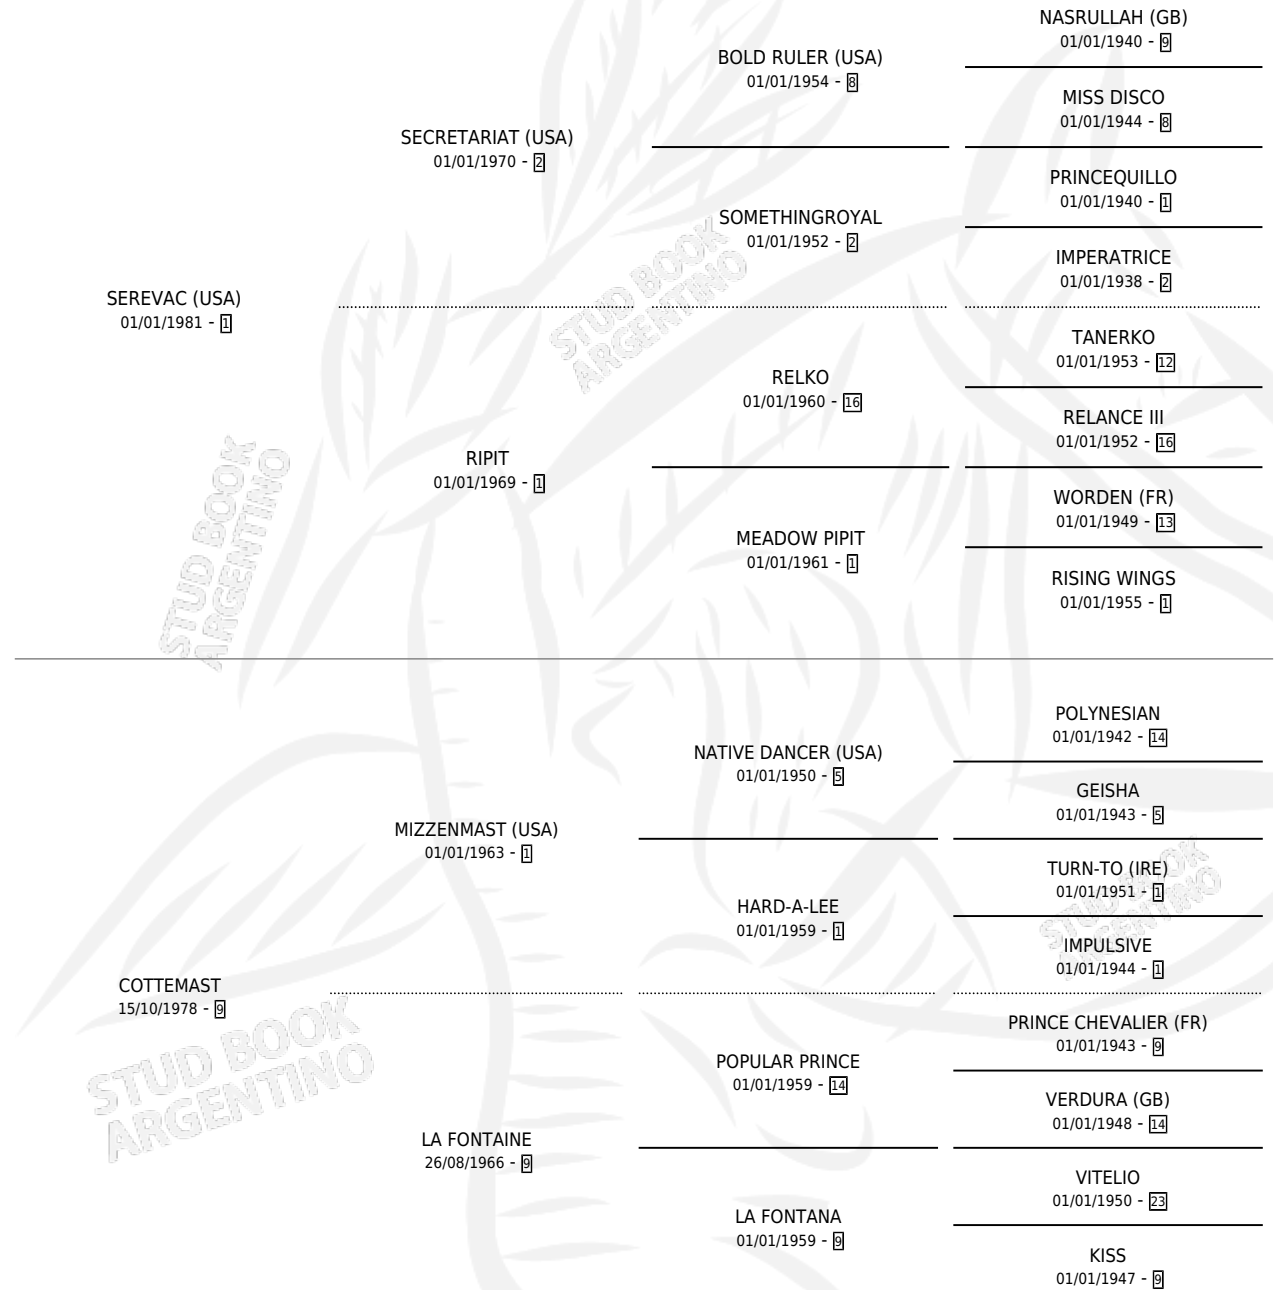 NASRULLAH (GB)
01/01/1940 - 9
BOLD RULER (USA)
01/01/1954 - 8
MISS DISCO
01/01/1944 - 8
SECRETARIAT (USA)
01/01/1970 - 2
PRINCEQUILLO
01/01/1940 - 1
SOMETHINGROYAL
01/01/1952 - 2
IMPERATRICE
01/01/1938 - 2
SEREVAC (USA)
01/01/1981 - 1
STUD BOOK
ARGENTINO
TANERKO
01/01/1953 - 12
RELKO
01/01/1960 - 16
RELANCE III
01/01/1952 - 16
RIPIT
01/01/1969 - 1
WORDEN (FR)
01/01/1949 - 13
MEADOW PIPIT
01/01/1961 - 1
RISING WINGS
01/01/1955 - 1
STUD BOOK
ARGENTINO
POLYNESIAN
01/01/1942 - 14
NATIVE DANCER (USA)
01/01/1950 - 5
GEISHA
01/01/1943 - 5
MIZZENMAST (USA)
01/01/1963 - 1
TURN-TO (IRE)
01/01/1951 - 1
HARD-A-LEE
01/01/1959 - 1
IMPULSIVE
01/01/1944 - 1
STUD BOOK
ARGENTINO
COTTEMAST
15/10/1978 - 9
PRINCE CHEVALIER (FR)
01/01/1943 - 9
POPULAR PRINCE
01/01/1959 - 14
VERDURA (GB)
01/01/1948 - 14
STUD BOOK
ARGENTINO
LA FONTAINE
26/08/1966 - 9
VITELIO
01/01/1950 - 23
LA FONTANA
01/01/1959 - 9
KISS
01/01/1947 - 9